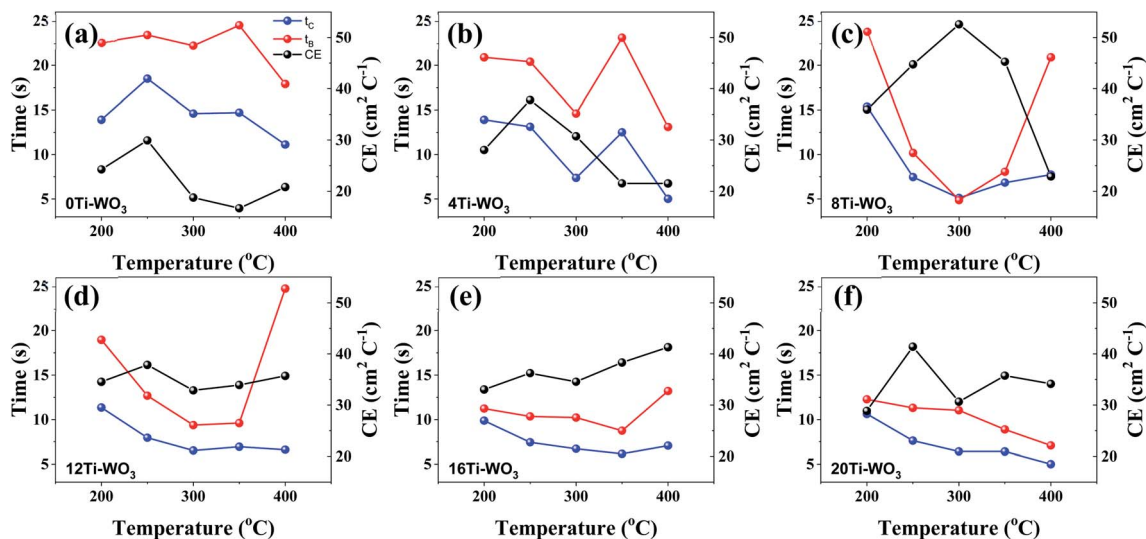 (a)
t_C
t_B
CE
25
20
15
10
5
50
40
30
20
Time (s)
CE (cm² C⁻¹)
0Ti-WO₃
200 250 300 350 400
Temperature (°C)
(b)
25
20
15
10
5
50
40
30
20
Time (s)
CE (cm² C⁻¹)
4Ti-WO₃
200 250 300 350 400
Temperature (°C)
(c)
25
20
15
10
5
50
40
30
20
Time (s)
CE (cm² C⁻¹)
8Ti-WO₃
200 250 300 350 400
Temperature (°C)
(d)
25
20
15
10
5
50
40
30
20
Time (s)
CE (cm² C⁻¹)
12Ti-WO₃
200 250 300 350 400
Temperature (°C)
(e)
25
20
15
10
5
50
40
30
20
Time (s)
CE (cm² C⁻¹)
16Ti-WO₃
200 250 300 350 400
Temperature (°C)
(f)
25
20
15
10
5
50
40
30
20
Time (s)
CE (cm² C⁻¹)
20Ti-WO₃
200 250 300 350 400
Temperature (°C)